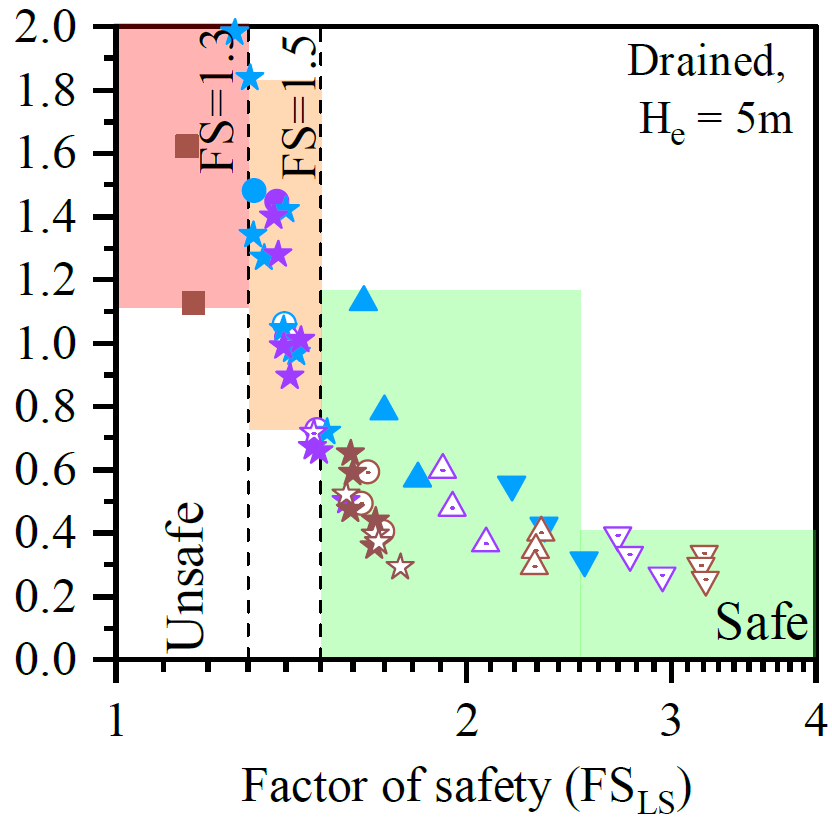 2.0
1.8
1.6
1.4
1.2
1.0
0.8
0.6
0.4
0.2
0.0
FS=1.3
FS=1.5
Drained,
Hₑ = 5m
Unsafe
Safe
1
2
3
4
Factor of safety (FS_LS)